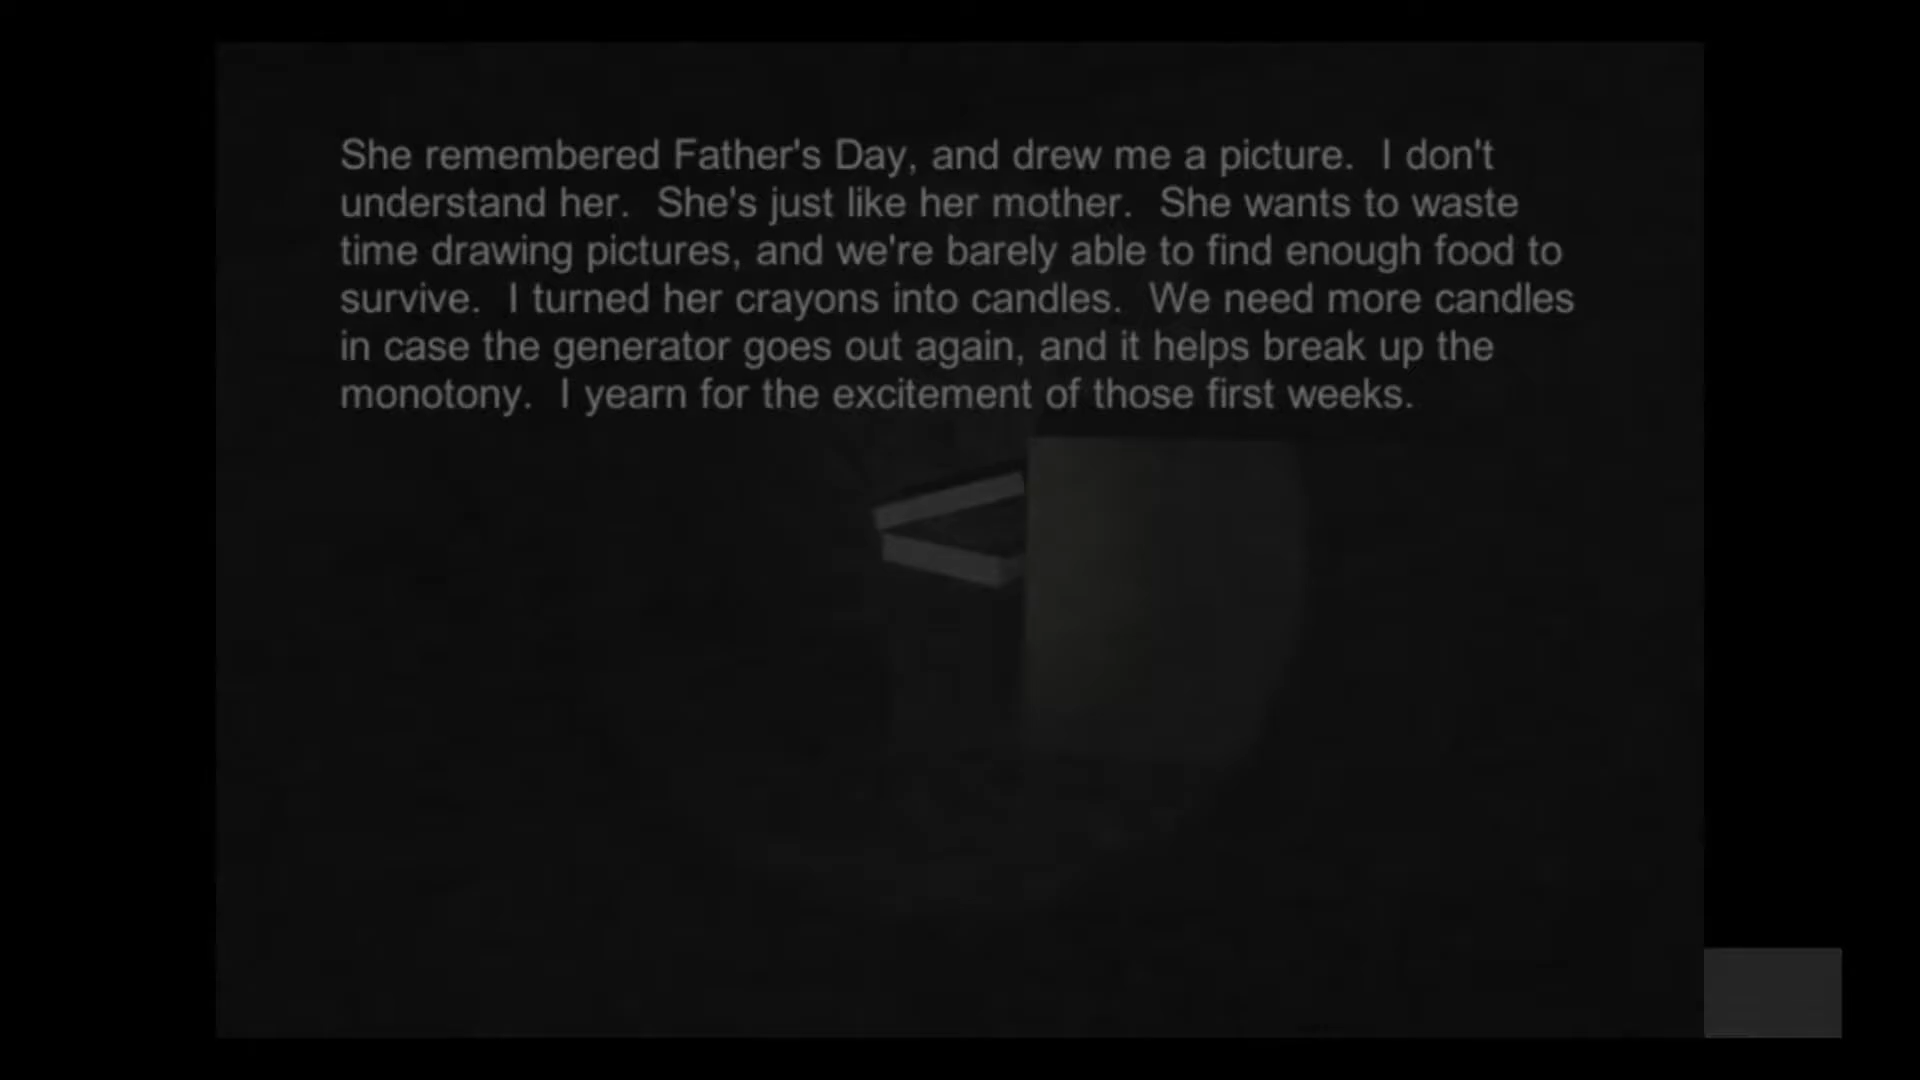 She remembered Father's Day, and drew me a picture.  I don't
understand her.  She's just like her mother.  She wants to waste
time drawing pictures, and we're barely able to find enough food to
survive.  I turned her crayons into candles.  We need more candles
in case the generator goes out again, and it helps break up the
monotony.  I yearn for the excitement of those first weeks.